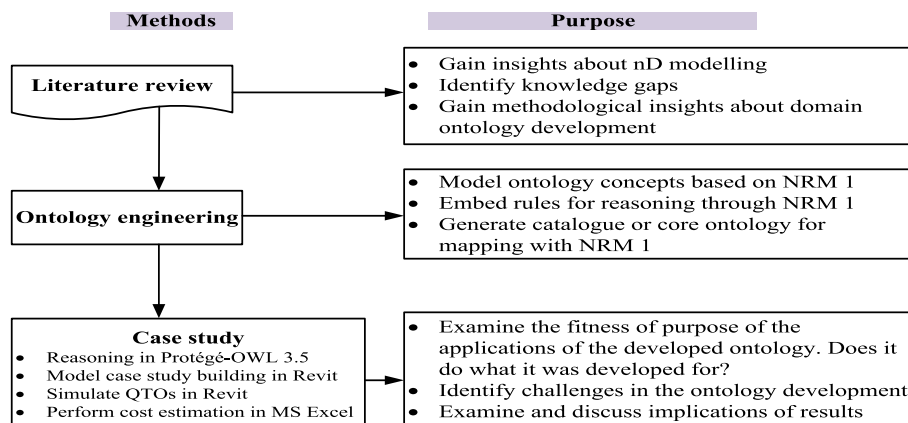 Methods
Purpose
Literature review
• Gain insights about nD modelling
• Identify knowledge gaps
• Gain methodological insights about domain
ontology development
Ontology engineering
• Model ontology concepts based on NRM 1
• Embed rules for reasoning through NRM 1
• Generate catalogue or core ontology for
mapping with NRM 1
Case study
• Reasoning in Protégé-OWL 3.5
• Model case study building in Revit
• Simulate QTOs in Revit
• Perform cost estimation in MS Excel
• Examine the fitness of purpose of the
applications of the developed ontology. Does it
do what it was developed for?
• Identify challenges in the ontology development
• Examine and discuss implications of results